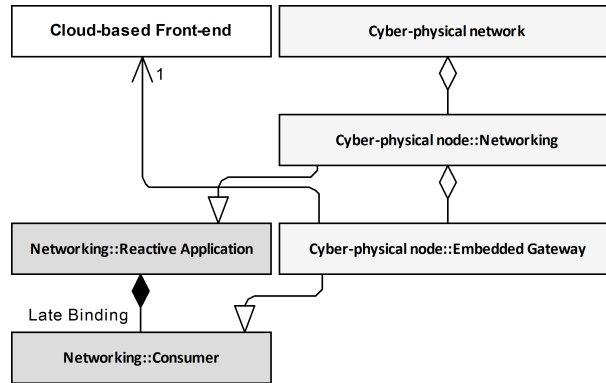 Cloud-based Front-end
Cyber-physical network
1
Cyber-physical node::Networking
Networking::Reactive Application
Cyber-physical node::Embedded Gateway
Late Binding
Networking::Consumer